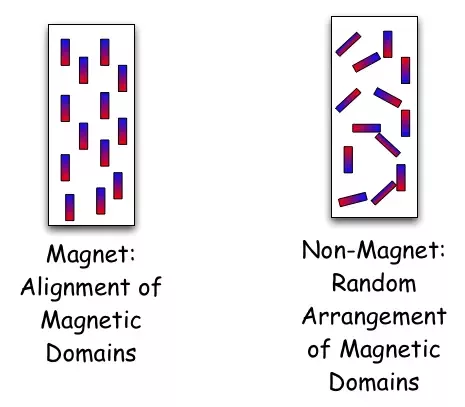 Magnet:
Alignment of
Magnetic
Domains
Non-Magnet:
Random
Arrangement
of Magnetic
Domains